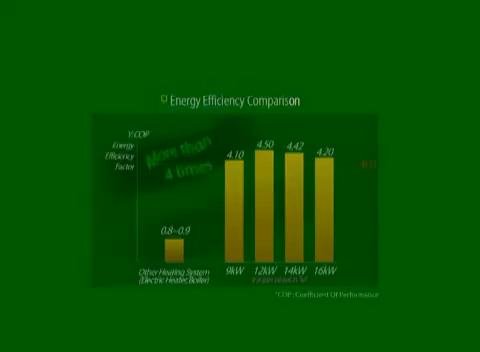 Energy Efficiency Comparison
Y:COP
Energy
Efficiency
Factor
More than
4 times
4.10
4.50
4.42
4.20
0.8~0.9
Other Heating System
(Electric Heater, Boiler)
9kW
12kW
14kW
16kW
*COP : Coefficient Of Performance